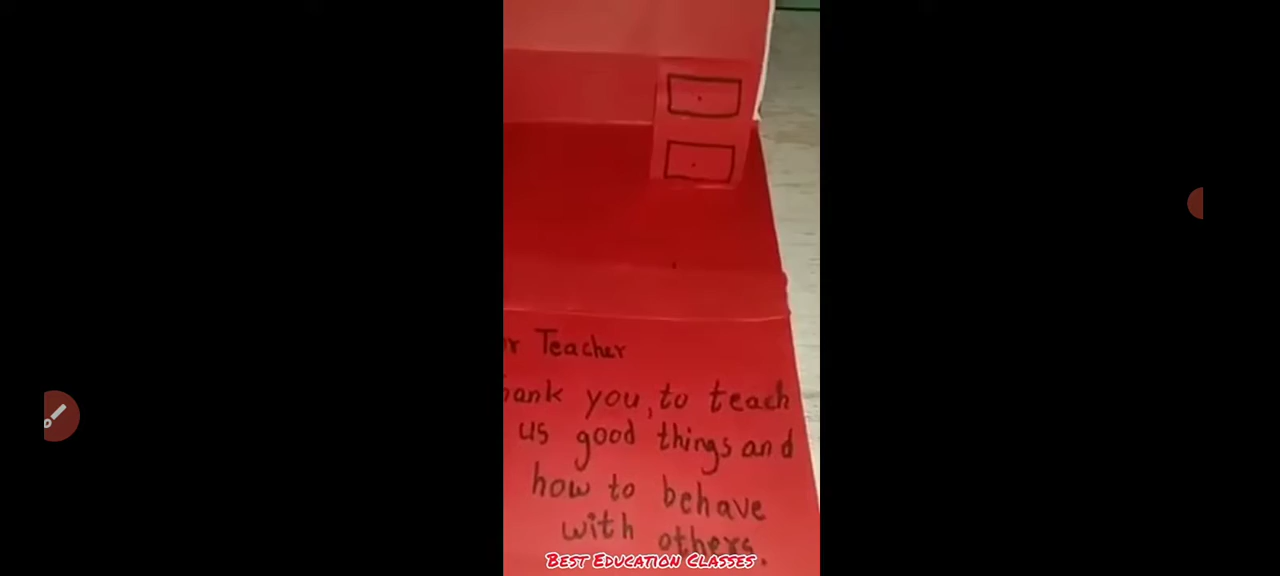 r Teacher
hank you, to teach
us good things and
how to behave
with others.
BEST EDUCATION CLASSES